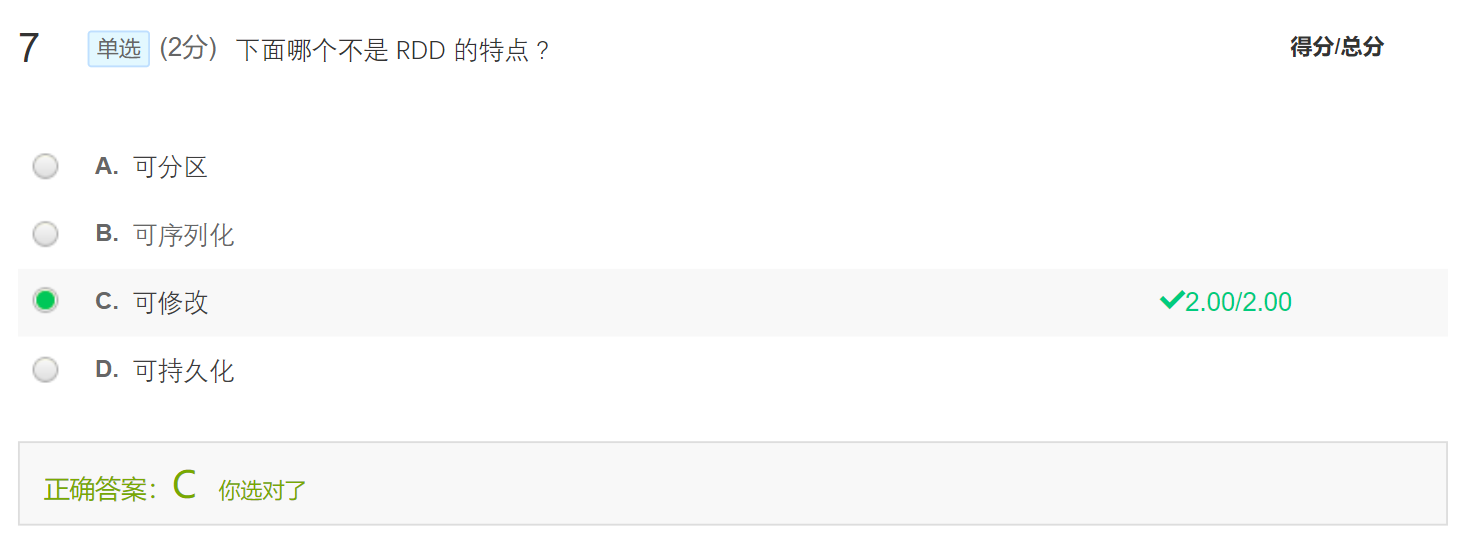 7 单选 (2分) 下面哪个不是 RDD 的特点？ 得分/总分
A. 可分区
B. 可序列化
C. 可修改 2.00/2.00
D. 可持久化
正确答案：C 你选对了